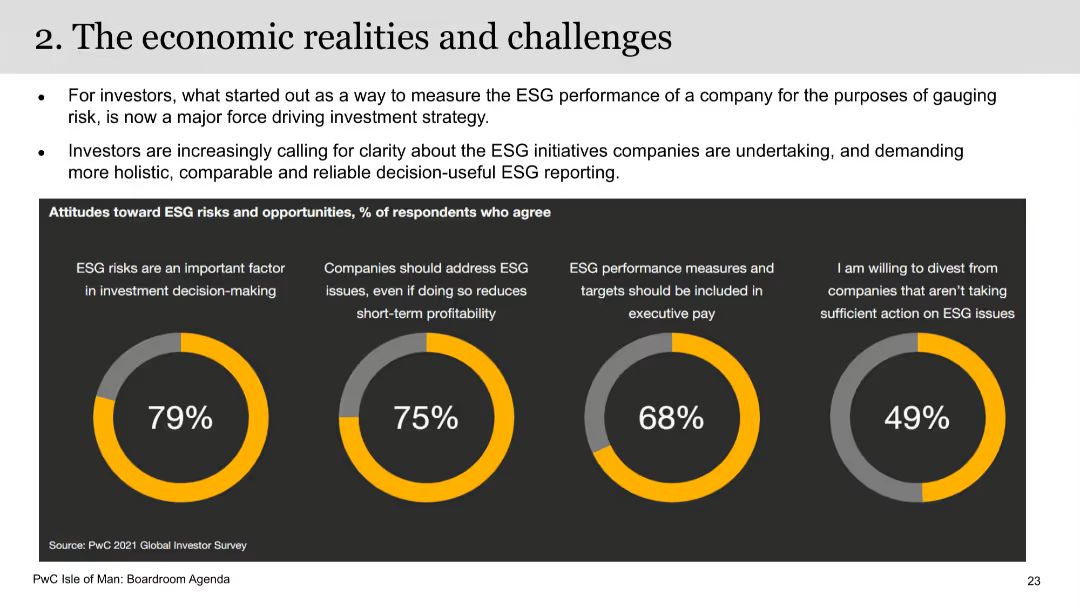 2. The economic realities and challenges
• For investors, what started out as a way to measure the ESG performance of a company for the purposes of gauging
risk, is now a major force driving investment strategy.
• Investors are increasingly calling for clarity about the ESG initiatives companies are undertaking, and demanding
more holistic, comparable and reliable decision-useful ESG reporting.
Attitudes toward ESG risks and opportunities, % of respondents who agree
ESG risks are an important factor
in investment decision-making
79%
Companies should address ESG
issues, even if doing so reduces
short-term profitability
75%
ESG performance measures and
targets should be included in
executive pay
68%
I am willing to divest from
companies that aren't taking
sufficient action on ESG issues
49%
Source: PwC 2021 Global Investor Survey
PwC Isle of Man: Boardroom Agenda
23